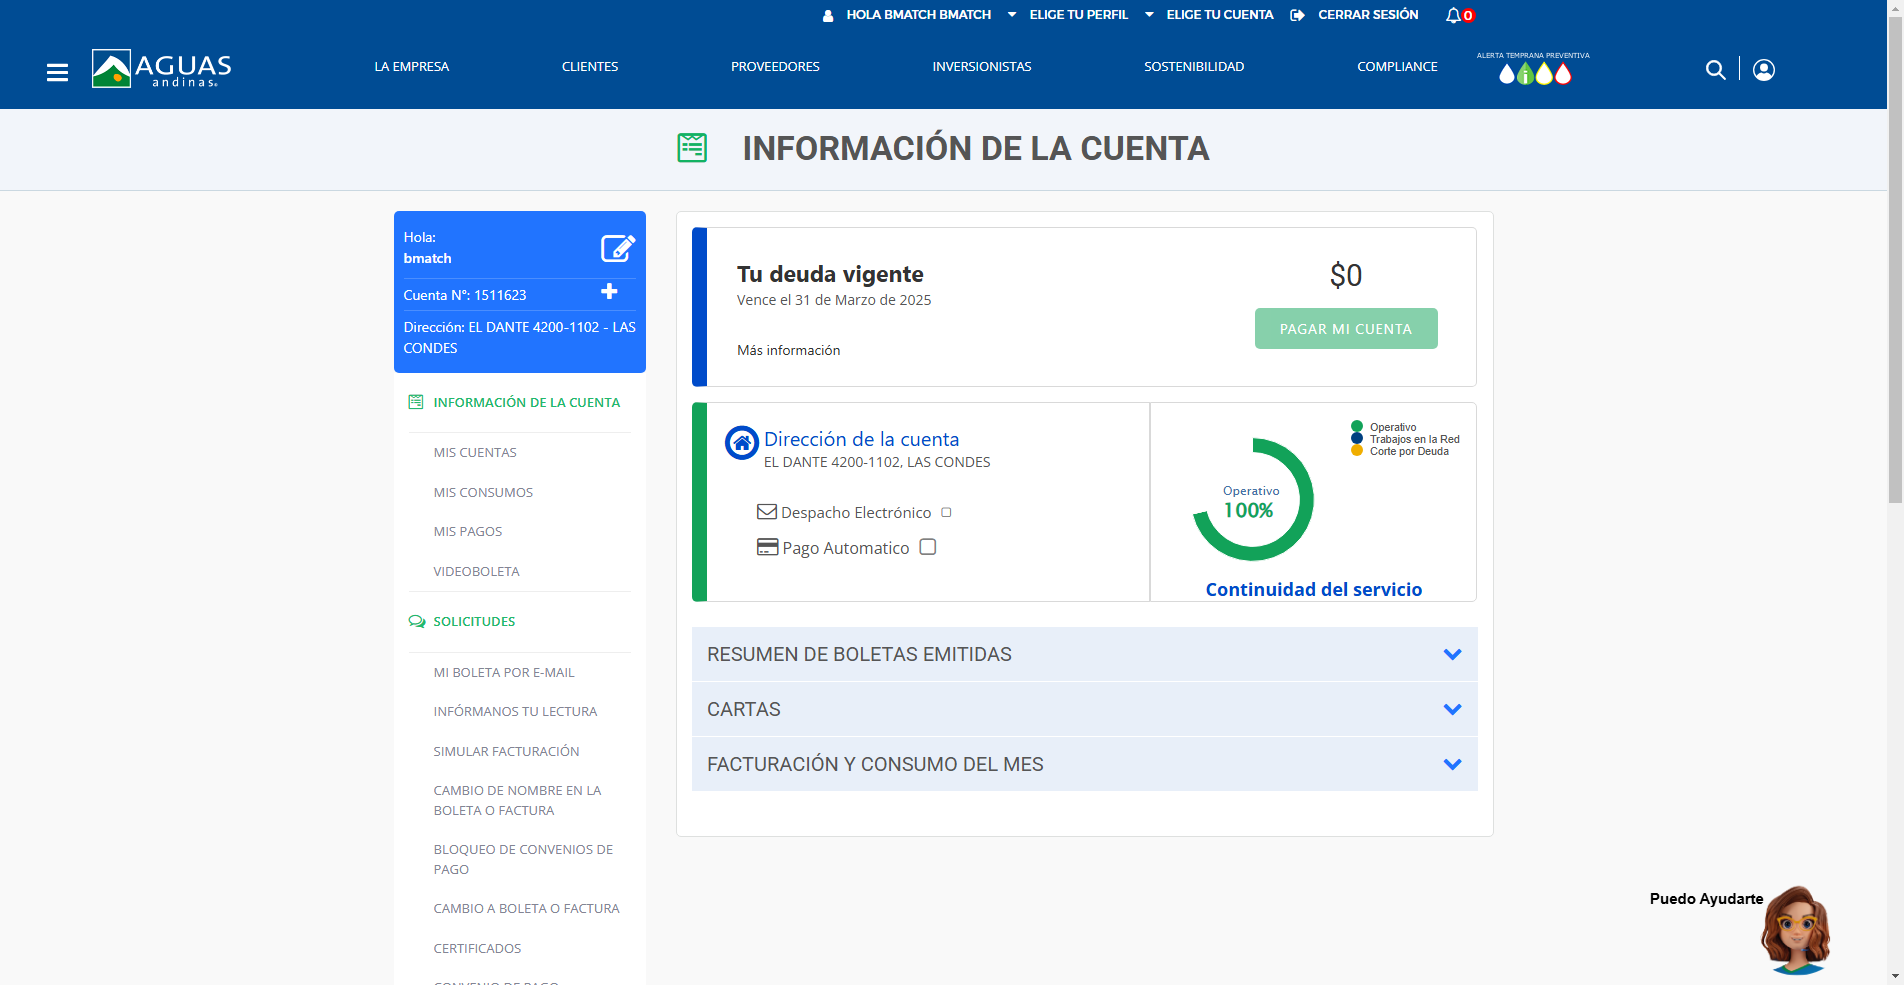 HOLA BMATCH BMATCH
ELIGE TU PERFIL
ELIGE TU CUENTA
CERRAR SESIÓN
0
AGUAS
andinas
LA EMPRESA
CLIENTES
PROVEEDORES
INVERSIONISTAS
SOSTENIBILIDAD
COMPLIANCE
ALERTA TEMPRANA PREVENTIVA
i
INFORMACIÓN DE LA CUENTA
Hola:
bmatch
Cuenta N°: 1511623
Dirección: EL DANTE 4200-1102 - LAS
CONDES
INFORMACIÓN DE LA CUENTA
MIS CUENTAS
MIS CONSUMOS
MIS PAGOS
VIDEOBOLETA
SOLICITUDES
MI BOLETA POR E-MAIL
INFÓRMANOS TU LECTURA
SIMULAR FACTURACIÓN
CAMBIO DE NOMBRE EN LA
BOLETA O FACTURA
BLOQUEO DE CONVENIOS DE
PAGO
CAMBIO A BOLETA O FACTURA
CERTIFICADOS
CONVENIO DE PAGO
Tu deuda vigente
Vence el 31 de Marzo de 2025
Más información
$0
PAGAR MI CUENTA
Dirección de la cuenta
EL DANTE 4200-1102, LAS CONDES
Despacho Electrónico
Pago Automatico
Operativo
Trabajos en la Red
Corte por Deuda
Operativo
100%
Continuidad del servicio
RESUMEN DE BOLETAS EMITIDAS
CARTAS
FACTURACIÓN Y CONSUMO DEL MES
Puedo Ayudarte